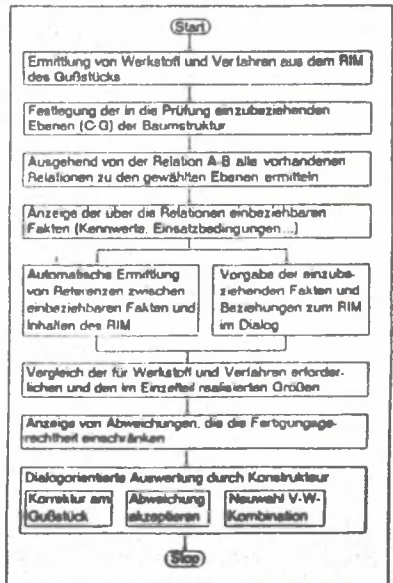 Start
Ermittlung von Werkstoff und Verfahren aus dem RIM
des Gußstücks
Festlegung der in die Prüfung einzubeziehenden
Ebenen (C-G) der Baumstruktur
Ausgehend von der Relation A-B alle vorhandenen
Relationen zu den gewählten Ebenen ermitteln
Anzeige der über die Relationen einbeziehbaren
Fakten (Kennwerte, Einsatzbedingungen...)
Automatische Ermittlung
von Referenzen zwischen
einbeziehbaren Fakten und
Inhalten des RIM
Vorgabe der einzube-
ziehenden Fakten und
Beziehungen zum RIM
im Dialog
Vergleich der für Werkstoff und Verfahren erforder-
lichen und den im Einzelteil realisierten Größen
Anzeige von Abweichungen, die die Fertigungsge-
rechtheit einschränken
Dialogorientierte Auswertung durch Konstrukteur
Korrektur am
Gußstück
Abweichung
akzeptieren
Neuwahl V-W-
Kombination
Stop